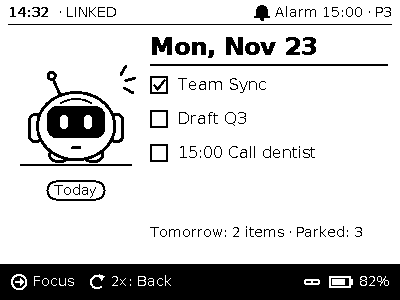 14:32 · LINKED
Alarm 15:00 · P3
Mon, Nov 23
Team Sync
Draft Q3
15:00 Call dentist
Today
Tomorrow: 2 items · Parked: 3
Focus
2x: Back
82%